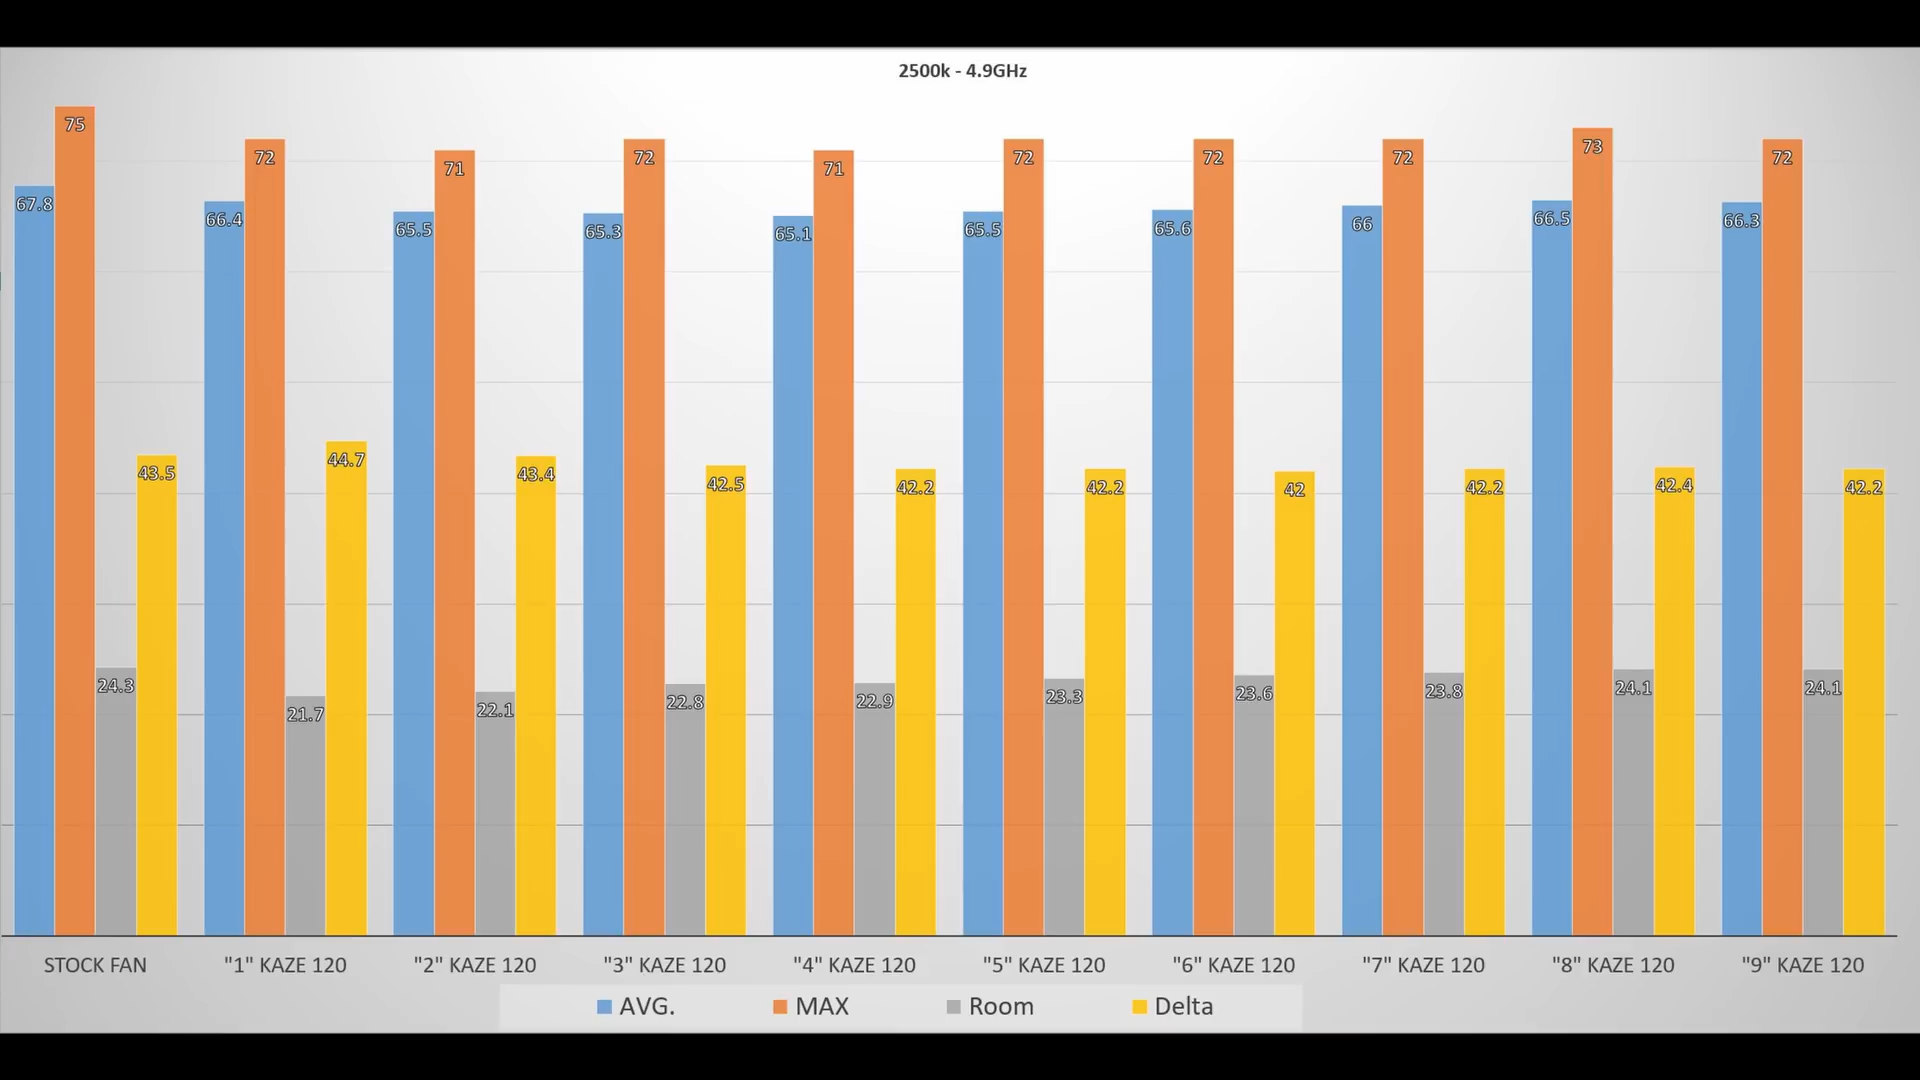 2500k - 4.9GHz
75
72
71
72
71
72
72
72
73
72
67.8
66.4
65.5
65.3
65.1
65.5
65.6
66
66.5
66.3
43.5
44.7
43.4
42.5
42.2
42.2
42
42.2
42.4
42.2
24.3
21.7
22.1
22.8
22.9
23.3
23.6
23.8
24.1
24.1
STOCK FAN
"1" KAZE 120
"2" KAZE 120
"3" KAZE 120
"4" KAZE 120
"5" KAZE 120
"6" KAZE 120
"7" KAZE 120
"8" KAZE 120
"9" KAZE 120
AVG.
MAX
Room
Delta